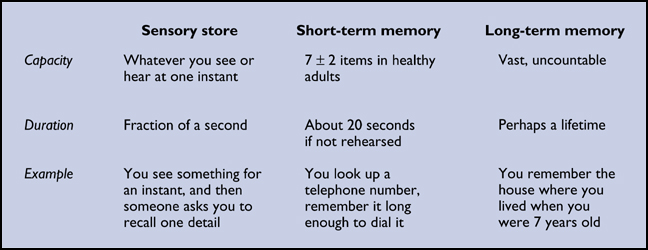 Sensory store Short-term memory Long-term memory
Capacity Whatever you see or 7 ± 2 items in healthy Vast, uncountable
hear at one instant adults
Duration Fraction of a second About 20 seconds Perhaps a lifetime
if not rehearsed
Example You see something for You look up a You remember the
an instant, and then telephone number, house where you
someone asks you to remember it long lived when you
recall one detail enough to dial it were 7 years old